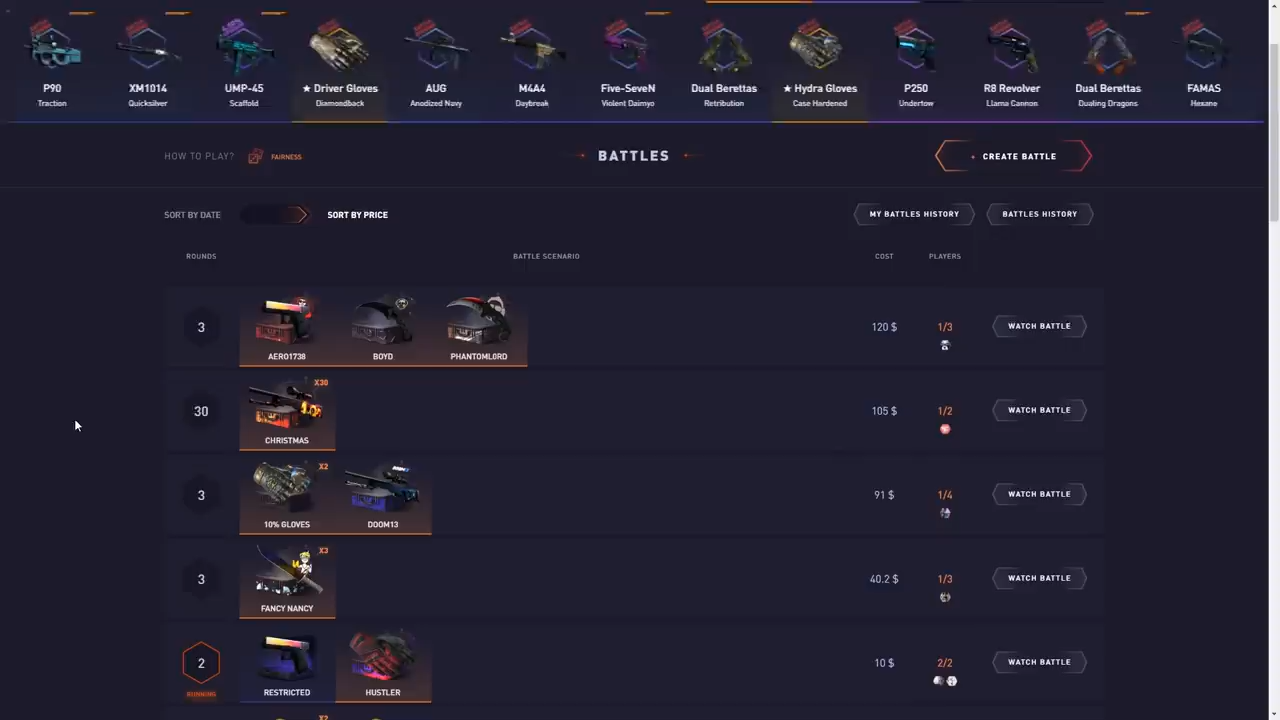 P90 XM1014 UMP-45 ★ Driver Gloves AUG M4A4 Five-SeveN Dual Berettas ★ Hydra Gloves P250 R8 Revolver Dual Berettas FAMAS
Traction Quicksilver Scaffold Diamondback Anodized Navy Daybreak Violent Daimyo Retribution Case Hardened Undertow Llama Cannon Dualing Dragons Hexane
HOW TO PLAY? FAIRNESS BATTLES CREATE BATTLE
SORT BY DATE SORT BY PRICE MY BATTLES HISTORY BATTLES HISTORY
ROUNDS BATTLE SCENARIO COST PLAYERS
3 120 $ 1/3 WATCH BATTLE
AERO1738 BOYD PHANTOML0RD
X30
30 105 $ 1/2 WATCH BATTLE
CHRISTMAS
X2
3 91 $ 1/4 WATCH BATTLE
10% GLOVES DOOM13
X3
3 40.2 $ 1/3 WATCH BATTLE
FANCY NANCY
2 10 $ 2/2 WATCH BATTLE
RUNNING RESTRICTED HUSTLER